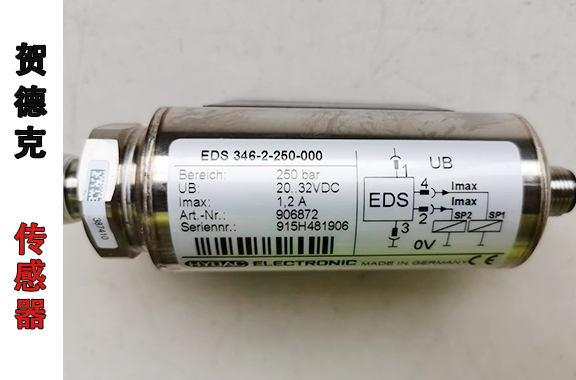 贺德克
传感器
EDS 346-2-250-000
Bereich: 250 bar
UB: 20..32VDC
Imax: 1,2 A
Art.-Nr.: 906872
Seriennr.: 915H481906
UB
1
EDS
4 Imax
Imax
2
SP2 SP1
3
0V
HYDAC ELECTRONIC MADE IN GERMANY CE
387410